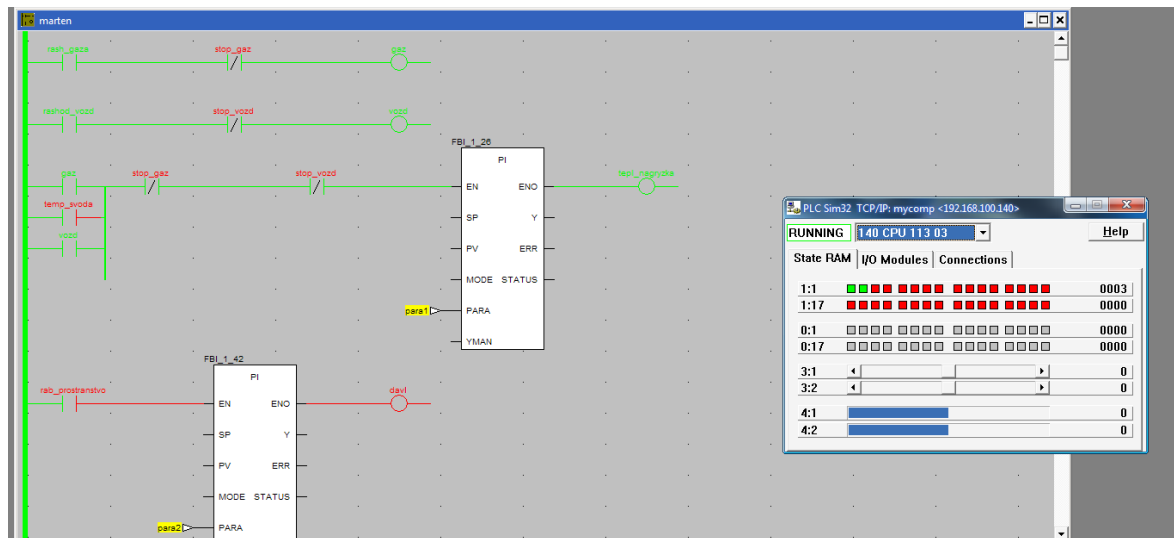 marten
rash_gaza stop_gaz gaz
rashod_vozd stop_vozd vozd
FBI_1_26
PI
gaz stop_gaz stop_vozd tepl_nagryzka
EN ENO
temp_svoda
SP Y
vozd
PV ERR
MODE STATUS
para1 PARA
YMAN
FBI_1_42
PI
rab_prostranstvo davl
EN ENO
SP Y
PV ERR
MODE STATUS
para2 PARA
PLC Sim32 TCP/IP: mycomp <192.168.100.140>
RUNNING 140 CPU 113 03 Help
State RAM I/O Modules Connections
1:1 0003
1:17 0000
0:1 0000
0:17 0000
3:1 0
3:2 0
4:1 0
4:2 0